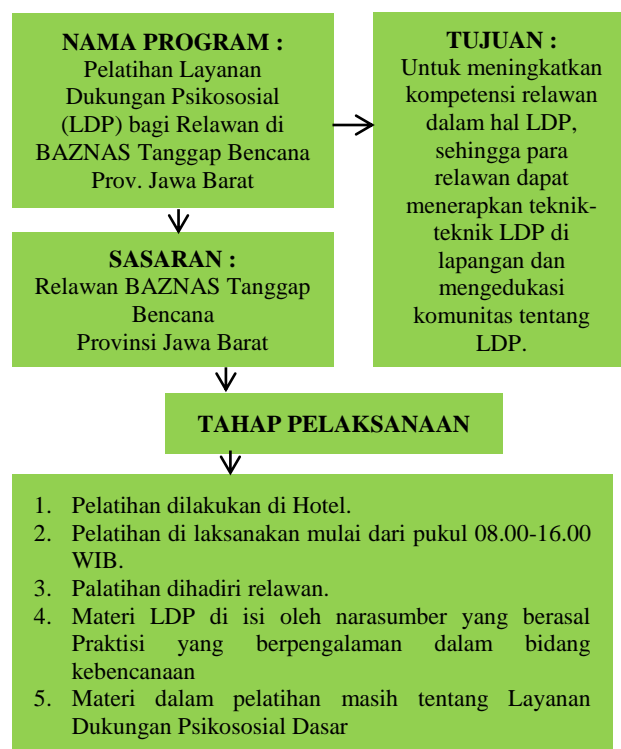 NAMA PROGRAM :
Pelatihan Layanan
Dukungan Psikososial
(LDP) bagi Relawan di
BAZNAS Tanggap Bencana
Prov. Jawa Barat
TUJUAN :
Untuk meningkatkan
kompetensi relawan
dalam hal LDP,
sehingga para
relawan dapat
menerapkan teknik-
teknik LDP di
lapangan dan
mengedukasi
komunitas tentang
LDP.
SASARAN :
Relawan BAZNAS Tanggap
Bencana
Provinsi Jawa Barat
TAHAP PELAKSANAAN
1. Pelatihan dilakukan di Hotel.
2. Pelatihan di laksanakan mulai dari pukul 08.00-16.00
WIB.
3. Palatihan dihadiri relawan.
4. Materi LDP di isi oleh narasumber yang berasal
Praktisi yang berpengalaman dalam bidang
kebencanaan
5. Materi dalam pelatihan masih tentang Layanan
Dukungan Psikososial Dasar